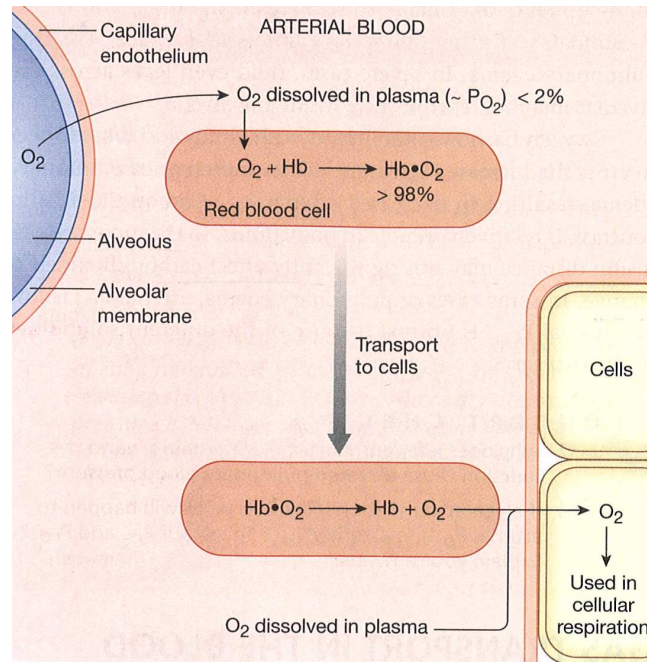 ARTERIAL BLOOD
Capillary
endothelium
O2 dissolved in plasma (~ PO2) < 2%
O2
O2 + Hb
Hb•O2
> 98%
Red blood cell
Alveolus
Alveolar
membrane
Transport
to cells
Cells
Hb•O2
Hb + O2
O2
Used in
cellular
respiration
O2 dissolved in plasma